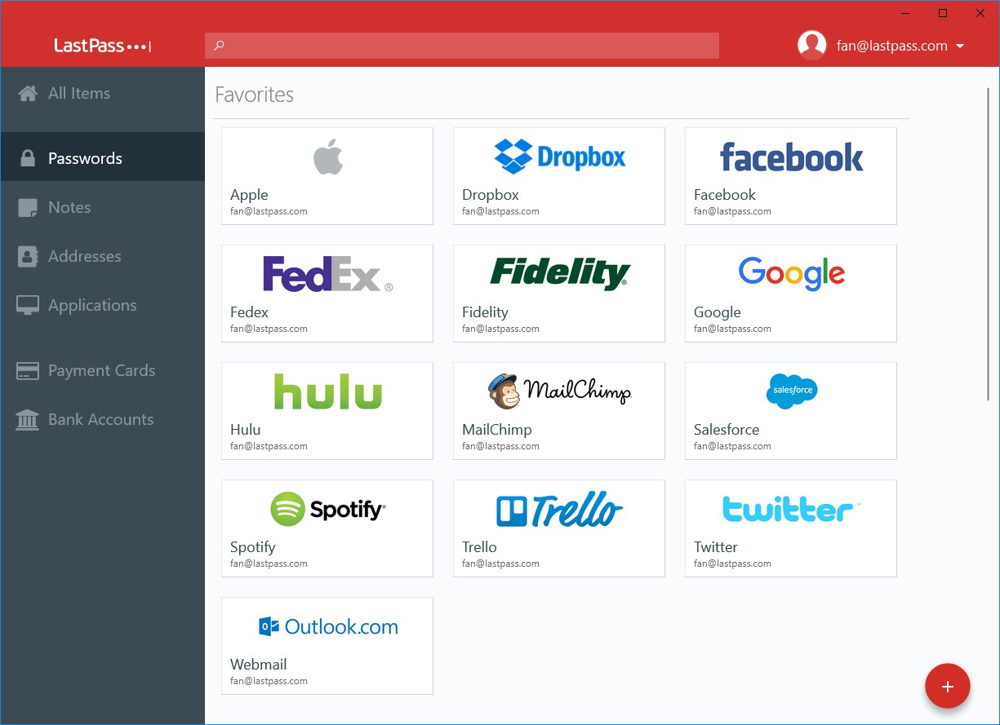 LastPass
fan@lastpass.com
All Items
Passwords
Notes
Addresses
Applications
Payment Cards
Bank Accounts
Favorites
Dropbox
facebook
Apple
fan@lastpass.com
Dropbox
fan@lastpass.com
Facebook
fan@lastpass.com
FedEx®
Fidelity®
Google
Fedex
fan@lastpass.com
Fidelity
fan@lastpass.com
Google
fan@lastpass.com
hulu
MailChimp
salesforce
Hulu
fan@lastpass.com
MailChimp
fan@lastpass.com
Salesforce
fan@lastpass.com
Spotify®
Trello
twitter™
Spotify
fan@lastpass.com
Trello
fan@lastpass.com
Twitter
fan@lastpass.com
Outlook.com
Webmail
fan@lastpass.com